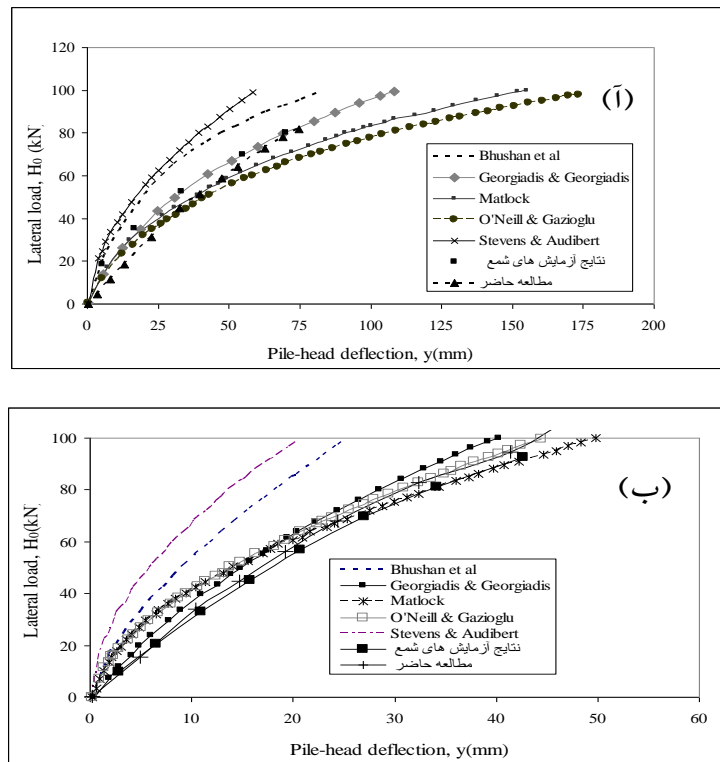 120
100
80
60
40
20
0
Lateral load, H0 (kN)
(آ)
Bhushan et al
Georgiadis & Georgiadis
Matlock
O'Neill & Gazioglu
Stevens & Audibert
نتایج آزمایش های شمع
مطالعه حاضر
0 25 50 75 100 125 150 175 200
Pile-head deflection, y(mm)
100
80
60
40
20
0
Lateral load, H0(kN)
(ب)
Bhushan et al
Georgiadis & Georgiadis
Matlock
O'Neill & Gazioglu
Stevens & Audibert
نتایج آزمایش های شمع
مطالعه حاضر
0 10 20 30 40 50 60
Pile-head deflection, y(mm)